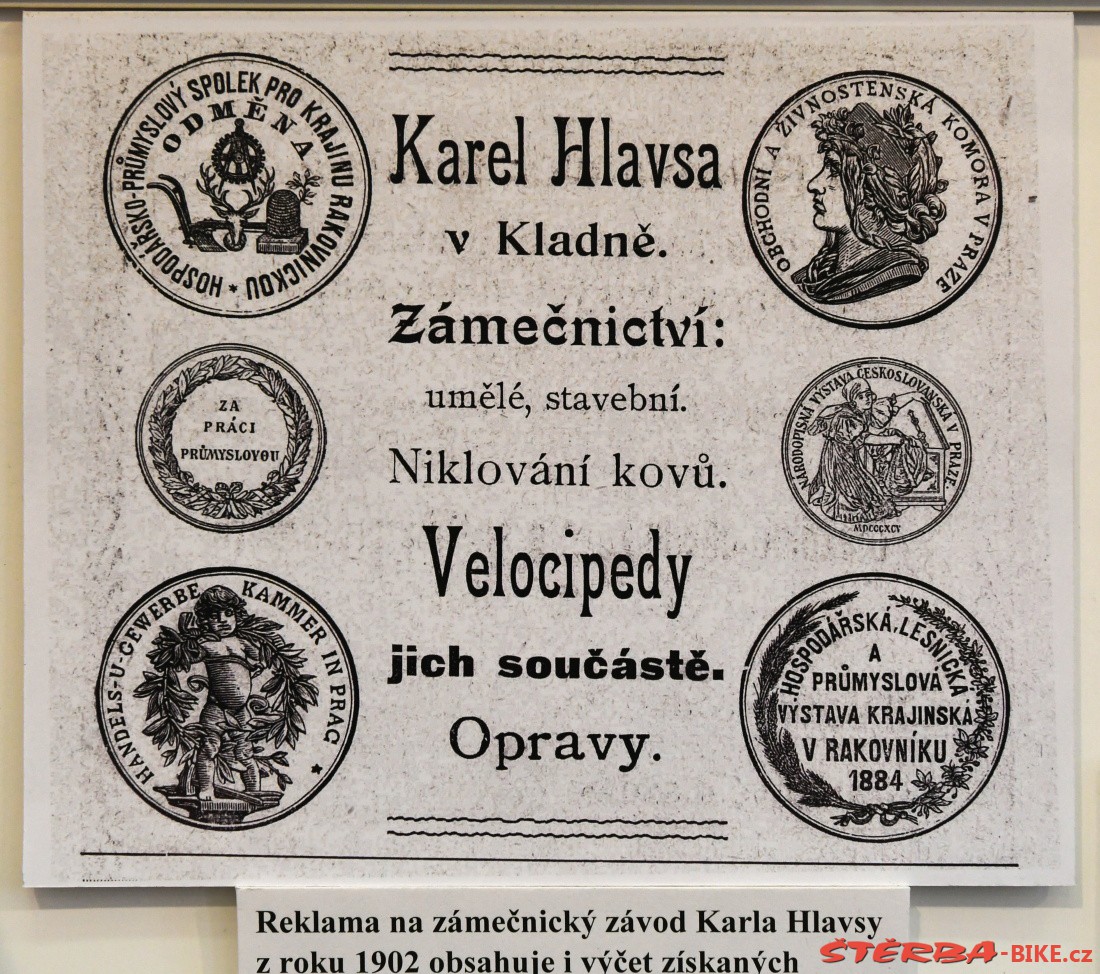 HOSPODÁŘSKO-PRŮMYSLOVÝ SPOLEK PRO KRAJINU RAKOVNICKOU *
ODMĚNA
Karel Hlavsa
v Kladně.
Zámečnictví:
umělé, stavební.
Niklování kovů.
Velocipedy
jich součástě.
Opravy.
OBCHODNÍ A ŽIVNOSTENSKÁ KOMORA V PRAZE
ZA
PRÁCI
PRŮMYSLOVOU
NÁRODOPISNÁ VÝSTAVA ČESKOSLOVANSKÁ V PRAZE
MDCCCXCV
HANDELS-U-GEWERBE KAMMER IN PRAG
HOSPODÁŘSKÁ, LESNICKÁ
A
PRŮMYSLOVÁ
VÝSTAVA KRAJINSKÁ
V RAKOVNÍKU
1884
Reklama na zámečnický závod Karla Hlavsy
z roku 1902 obsahuje i výčet získaných
ŠTĚRBA-BIKE.cz